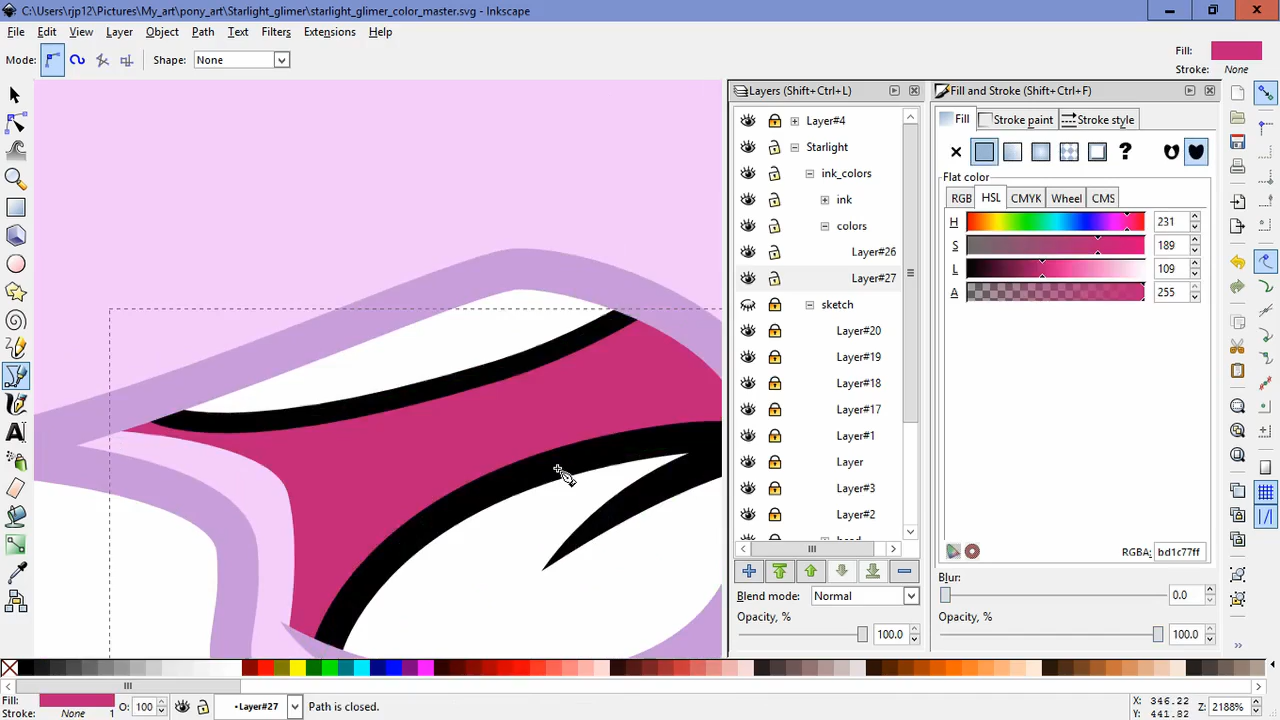 C:\Users\rjp12\Pictures\My_art\pony_art\Starlight_glimer\starlight_glimer_color_master.svg - Inkscape
File Edit View Layer Object Path Text Filters Extensions Help
Mode: Shape: None Fill:
Stroke: None
Layers (Shift+Ctrl+L) Fill and Stroke (Shift+Ctrl+F)
Layer#4
Starlight
ink_colors
ink
colors
Layer#26
Layer#27
sketch
Layer#20
Layer#19
Layer#18
Layer#17
Layer#1
Layer
Layer#3
Layer#2
Blend mode: Normal
Opacity, %
100.0
Fill Stroke paint Stroke style
?
Flat color
RGB HSL CMYK Wheel CMS
H 231
S 189
L 109
A 255
RGBA: bd1c77ff
Blur:
0.0
Opacity, %
100.0
Fill:
Stroke: None 1 O: 100 •Layer#27 Path is closed. X: 346.22 Y: 441.82 Z: 2188%